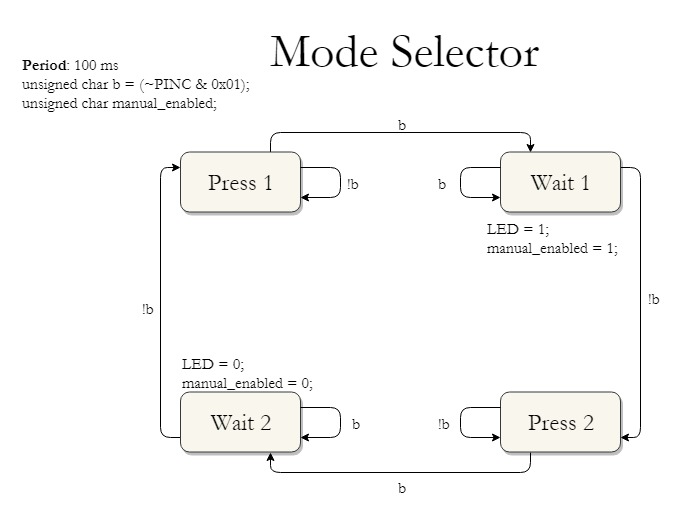 Mode Selector
Period: 100 ms
unsigned char b = (~PINC & 0x01);
unsigned char manual_enabled;
b
Press 1
!b
b
Wait 1
LED = 1;
manual_enabled = 1;
!b
!b
LED = 0;
manual_enabled = 0;
Wait 2
b
!b
Press 2
b